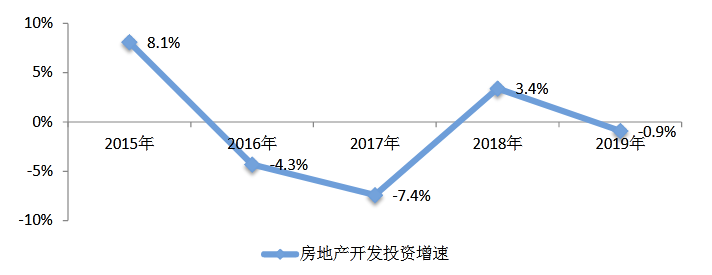 10%
8.1%
5%
3.4%
0%
-0.9%
2015年
2016年
2017年
2018年
2019年
-4.3%
-5%
-7.4%
-10%
房地产开发投资增速